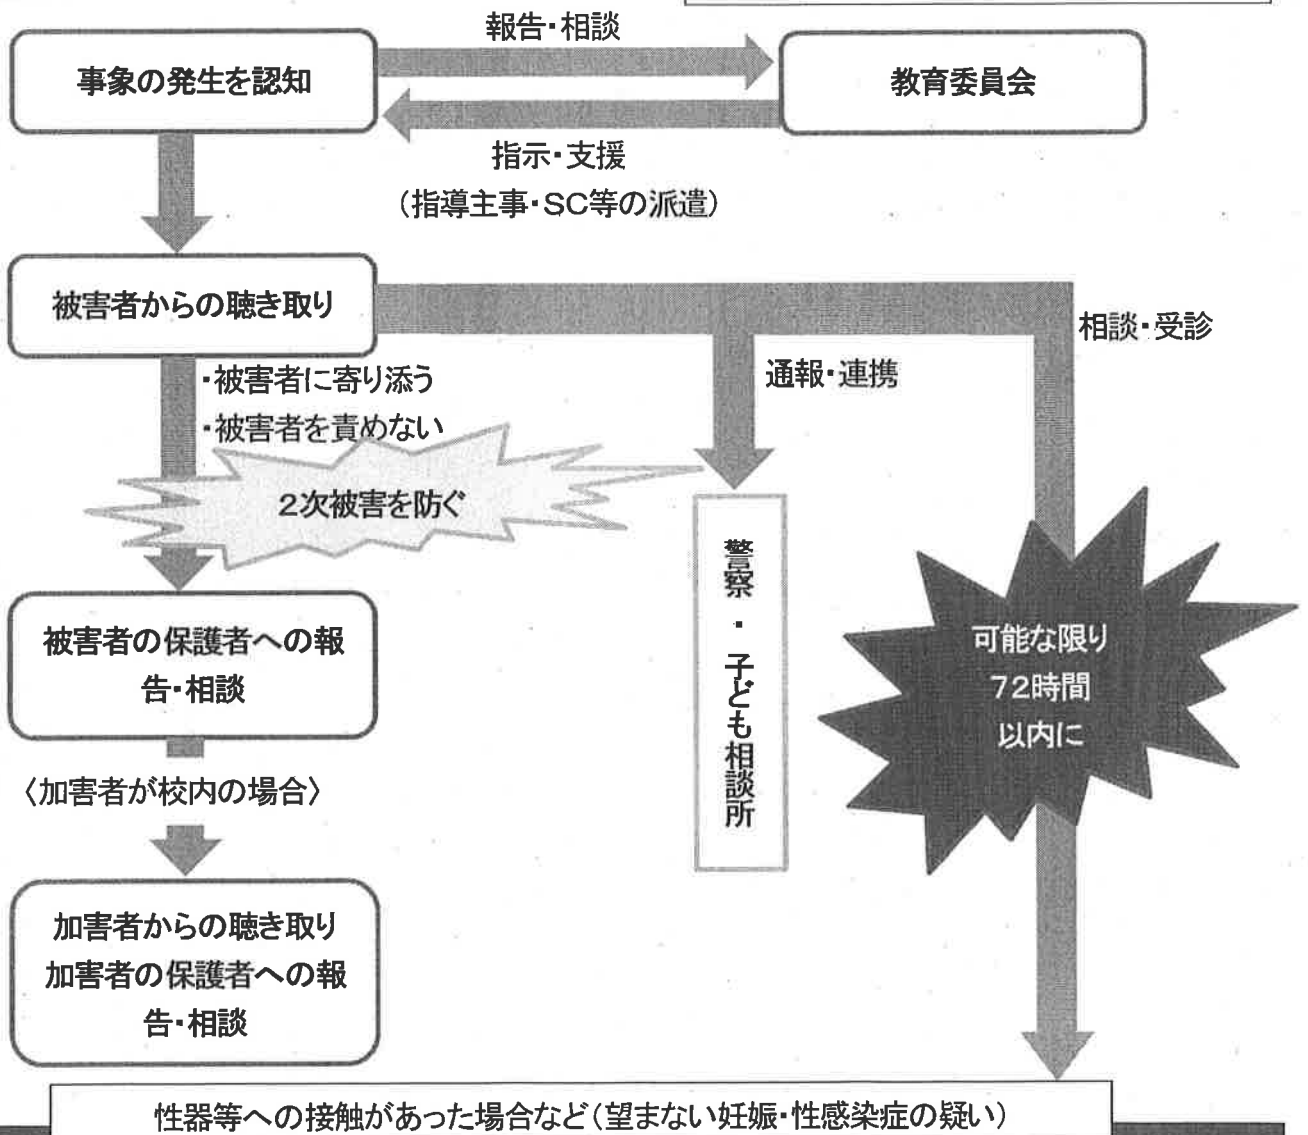 報告・相談
事象の発生を認知
教育委員会
指示・支援
（指導主事・SC等の派遣）
被害者からの聴き取り
相談・受診
通報・連携
・被害者に寄り添う
・被害者を責めない
２次被害を防ぐ
警察・子ども相談所
可能な限り
７２時間
以内に
被害者の保護者への報
告・相談
〈加害者が校内の場合〉
加害者からの聴き取り
加害者の保護者への報
告・相談
性器等への接触があった場合など（望まない妊娠・性感染症の疑い）